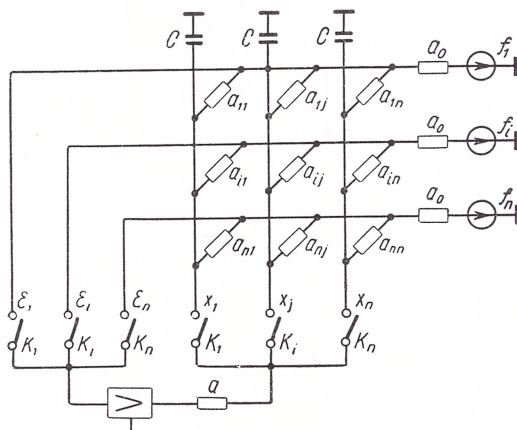 C C C
a₀ f₁
a₁₁ a₁ⱼ a₁ₙ
a₀ fᵢ
aᵢ₁ aᵢⱼ aᵢₙ
a₀ fₙ
aₙ₁ aₙⱼ aₙₙ
ε₁ εᵢ εₙ x₁ xⱼ xₙ
K₁ Kᵢ Kₙ K₁ Kᵢ Kₙ
a
>